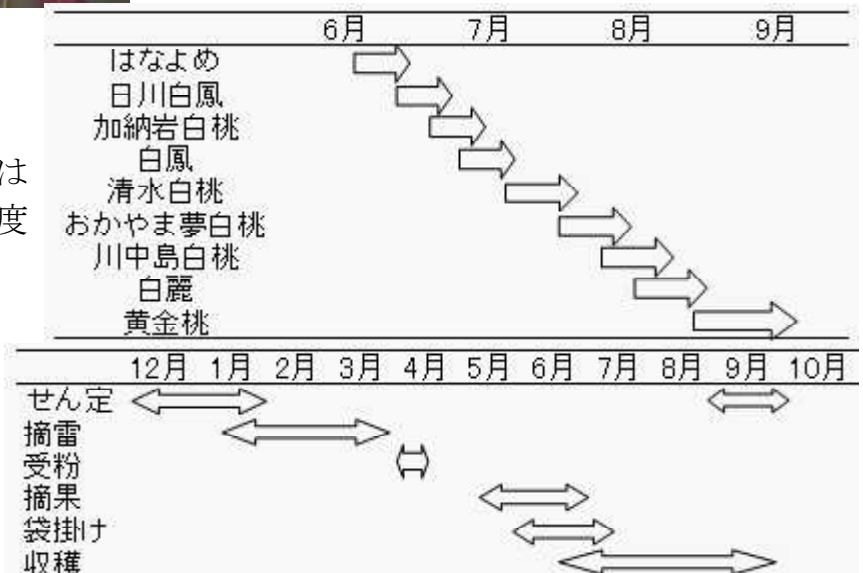 6月 7月 8月 9月
はなよめ
日川白鳳
加納岩白桃
白鳳
清水白桃
おかやま夢白桃
川中島白桃
白麗
黄金桃
は
度
12月 1月 2月 3月 4月 5月 6月 7月 8月 9月 10月
せん定
摘雷
受粉
摘果
袋掛け
収穫